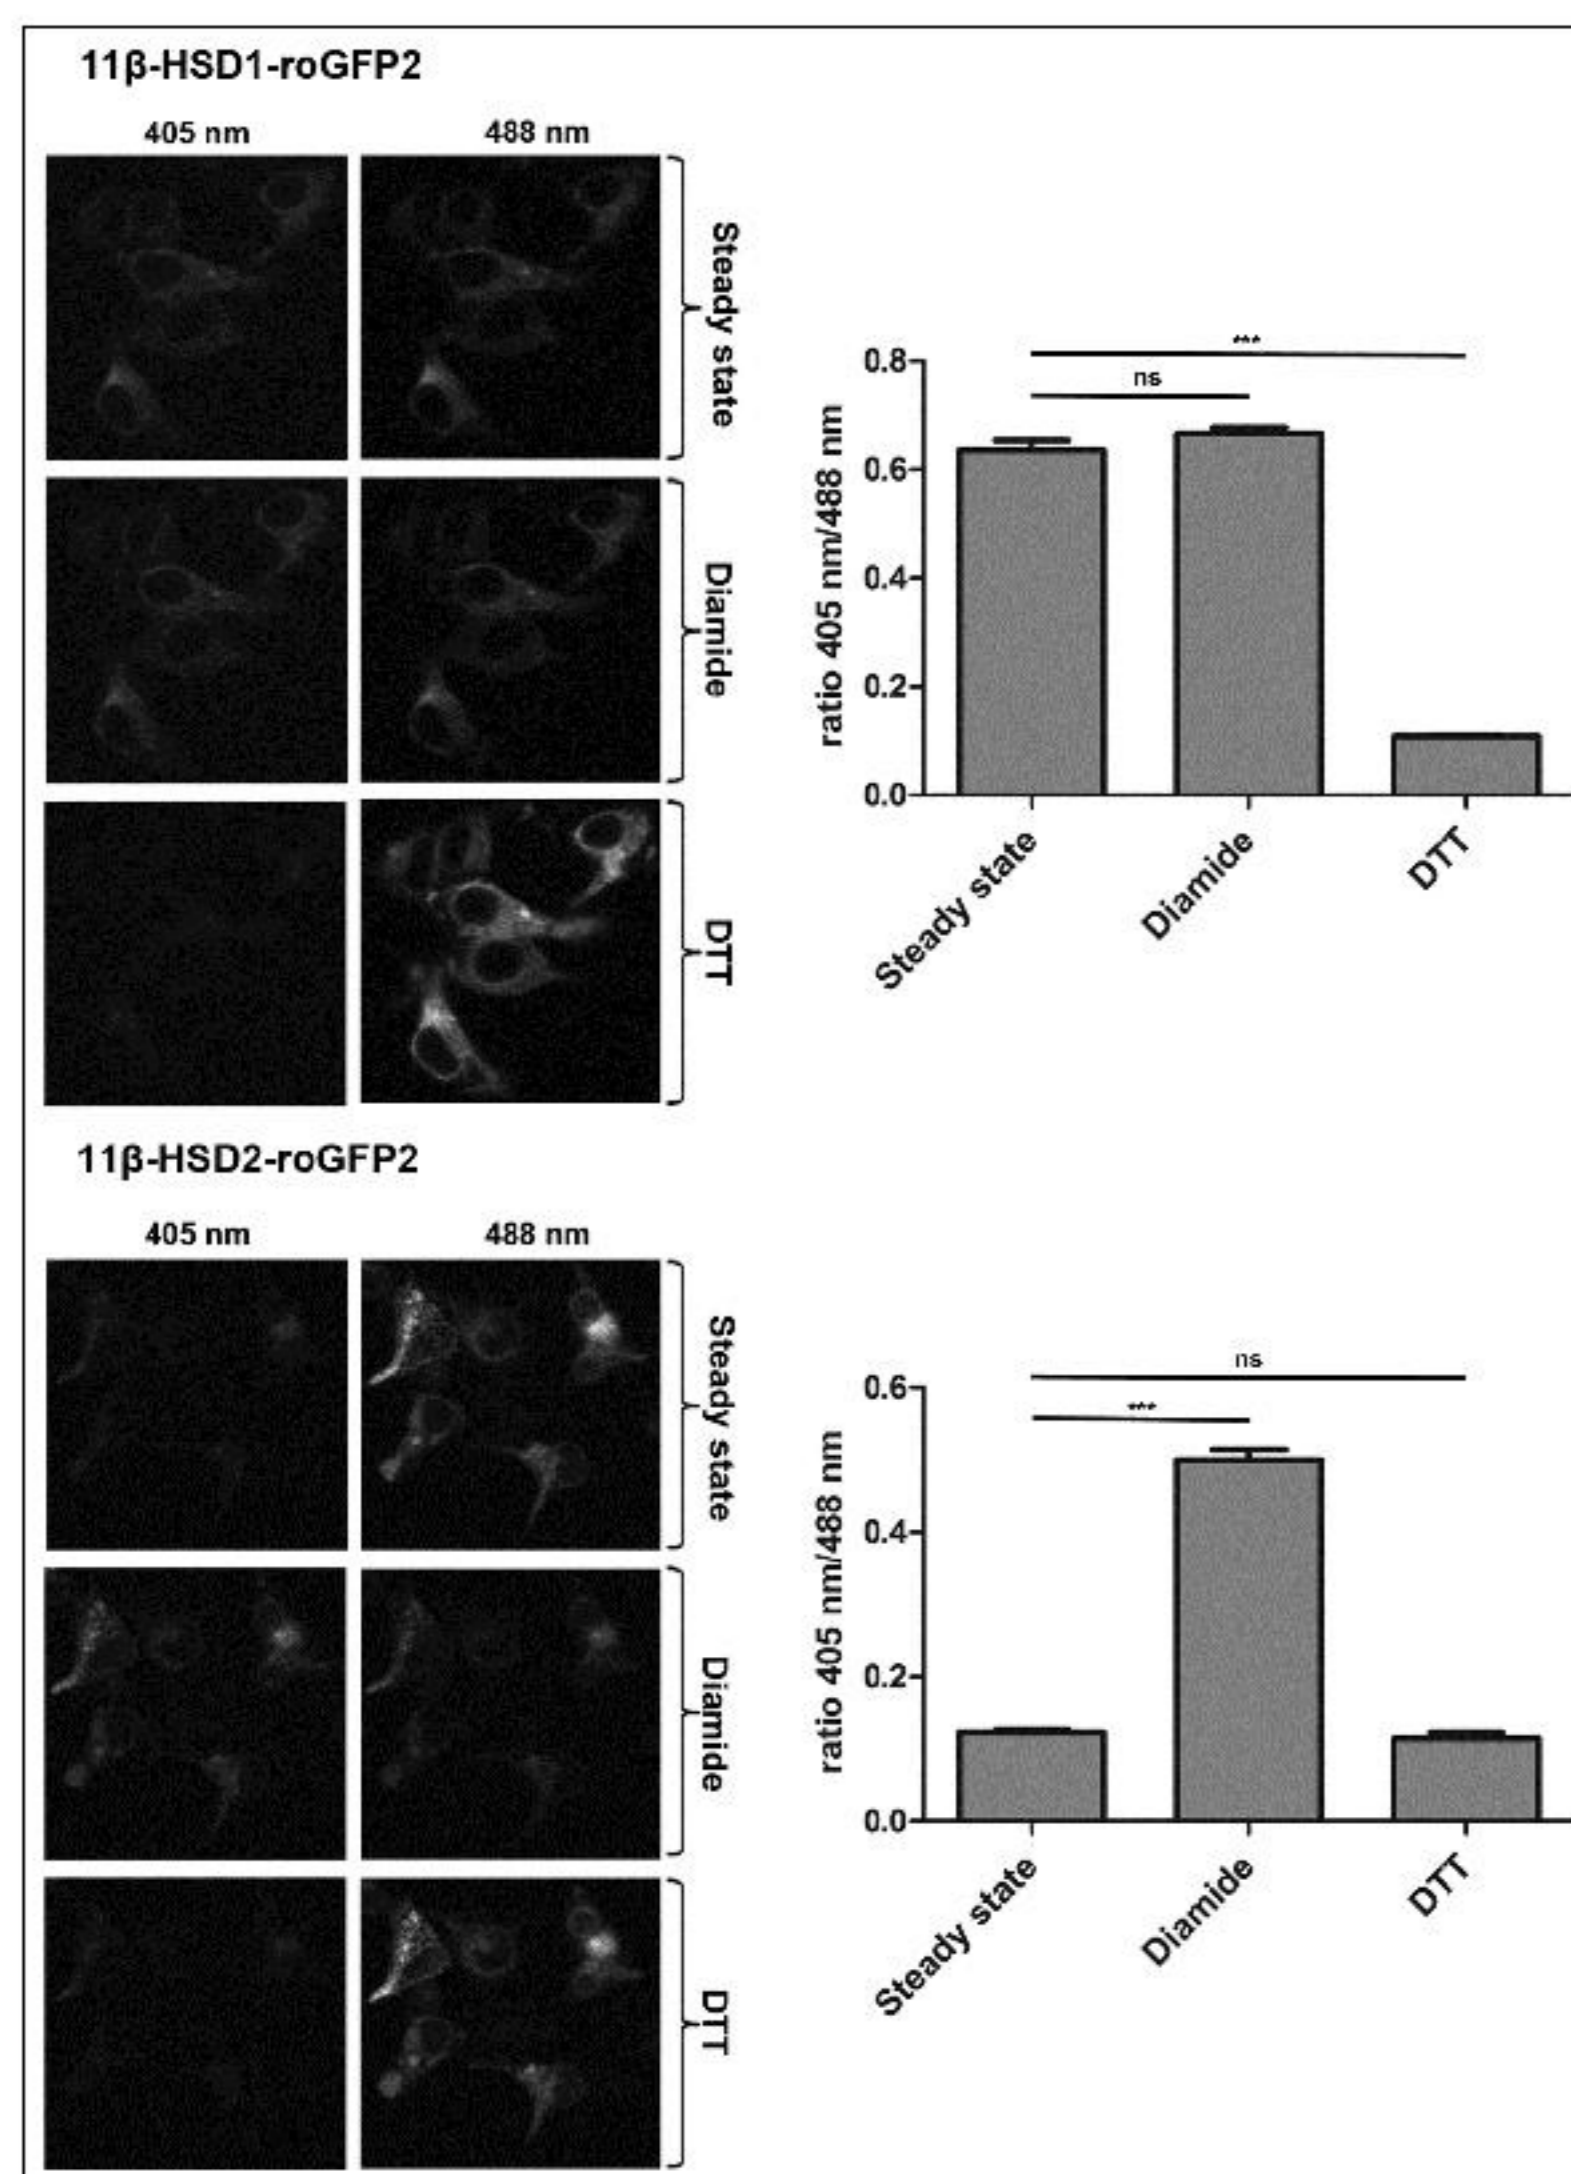 11β-HSD1-roGFP2
405 nm 488 nm
Steady state
Diamide
DTT
ratio 405 nm/488 nm
0.8
0.6
0.4
0.2
0.0
***
ns
Steady state
Diamide
DTT
11β-HSD2-roGFP2
405 nm 488 nm
Steady state
Diamide
DTT
ratio 405 nm/488 nm
0.6
0.4
0.2
0.0
ns
***
Steady state
Diamide
DTT